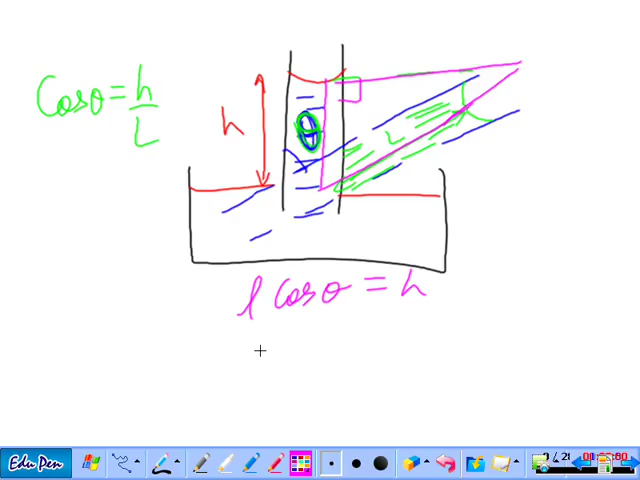 Cosθ = h/L
h
θ
L
l cosθ = h
Edu Pen